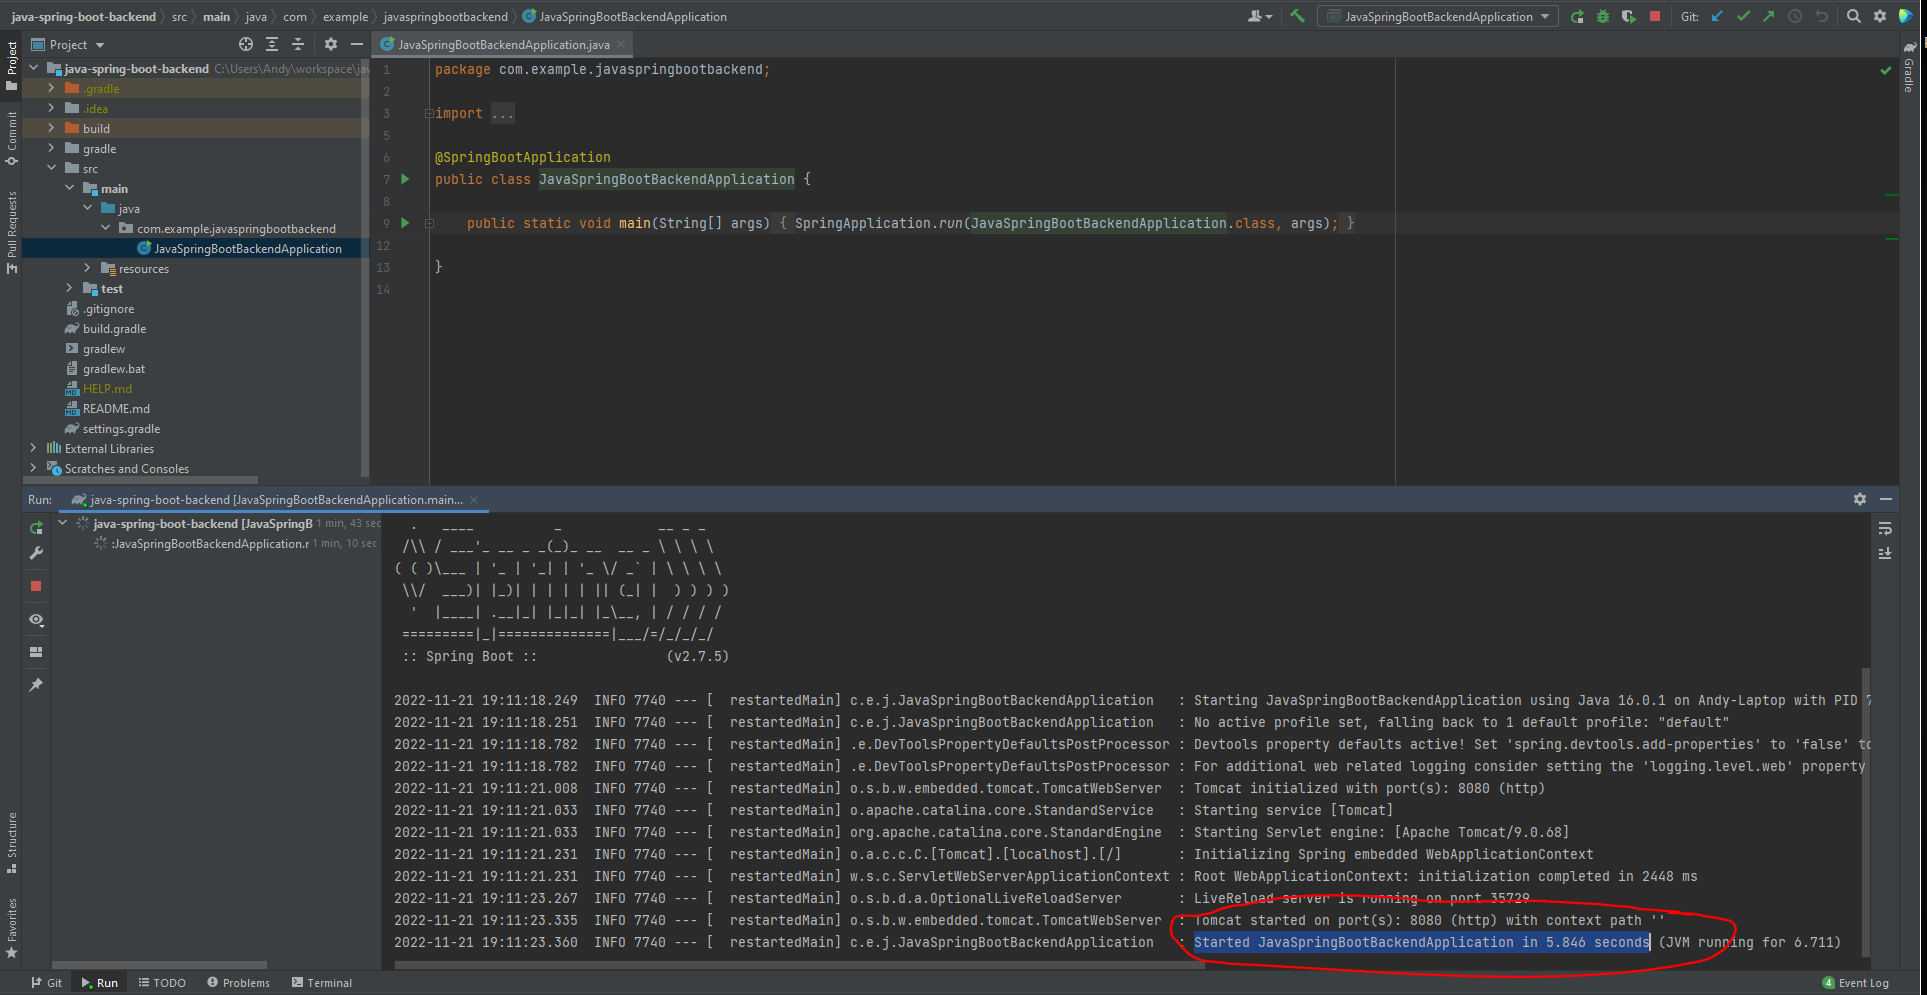 java-spring-boot-backend src main java com example javaspringbootbackend JavaSpringBootBackendApplication
JavaSpringBootBackendApplication Git:
Project
JavaSpringBootBackendApplication.java
Project
Commit
Pull Requests
Structure
Favorites
Gradle
java-spring-boot-backend C:\Users\Andy\workspace\jav
.gradle
.idea
build
gradle
src
main
java
com.example.javaspringbootbackend
JavaSpringBootBackendApplication
resources
test
.gitignore
build.gradle
gradlew
gradlew.bat
HELP.md
README.md
settings.gradle
External Libraries
Scratches and Consoles
1 package com.example.javaspringbootbackend;
2
3 import ...
5
6 @SpringBootApplication
7 public class JavaSpringBootBackendApplication {
8
9 public static void main(String[] args) { SpringApplication.run(JavaSpringBootBackendApplication.class, args); }
12
13 }
14
Run: java-spring-boot-backend [JavaSpringBootBackendApplication.main...
java-spring-boot-backend [JavaSpringB 1 min, 43 sec
:JavaSpringBootBackendApplication.r 1 min, 10 sec
  .   ____          _            __ _ _
 /\\ / ___'_ __ _ _(_)_ __  __ _ \ \ \ \
( ( )\___ | '_ | '_| | '_ \/ _` | \ \ \ \
 \\/  ___)| |_)| | | | | || (_| |  ) ) ) )
  '  |____| .__|_| |_|_| |_\__, | / / / /
 =========|_|==============|___/=/_/_/_/
 :: Spring Boot ::                (v2.7.5)
2022-11-21 19:11:18.249  INFO 7740 --- [  restartedMain] c.e.j.JavaSpringBootBackendApplication   : Starting JavaSpringBootBackendApplication using Java 16.0.1 on Andy-Laptop with PID 7
2022-11-21 19:11:18.251  INFO 7740 --- [  restartedMain] c.e.j.JavaSpringBootBackendApplication   : No active profile set, falling back to 1 default profile: "default"
2022-11-21 19:11:18.782  INFO 7740 --- [  restartedMain] .e.DevToolsPropertyDefaultsPostProcessor : Devtools property defaults active! Set 'spring.devtools.add-properties' to 'false' to
2022-11-21 19:11:18.782  INFO 7740 --- [  restartedMain] .e.DevToolsPropertyDefaultsPostProcessor : For additional web related logging consider setting the 'logging.level.web' property
2022-11-21 19:11:21.008  INFO 7740 --- [  restartedMain] o.s.b.w.embedded.tomcat.TomcatWebServer  : Tomcat initialized with port(s): 8080 (http)
2022-11-21 19:11:21.033  INFO 7740 --- [  restartedMain] o.apache.catalina.core.StandardService   : Starting service [Tomcat]
2022-11-21 19:11:21.033  INFO 7740 --- [  restartedMain] org.apache.catalina.core.StandardEngine  : Starting Servlet engine: [Apache Tomcat/9.0.68]
2022-11-21 19:11:21.231  INFO 7740 --- [  restartedMain] o.a.c.c.C.[Tomcat].[localhost].[/]       : Initializing Spring embedded WebApplicationContext
2022-11-21 19:11:21.231  INFO 7740 --- [  restartedMain] w.s.c.ServletWebServerApplicationContext : Root WebApplicationContext: initialization completed in 2448 ms
2022-11-21 19:11:23.267  INFO 7740 --- [  restartedMain] o.s.b.d.a.OptionalLiveReloadServer       : LiveReload server is running on port 35729
2022-11-21 19:11:23.335  INFO 7740 --- [  restartedMain] o.s.b.w.embedded.tomcat.TomcatWebServer  : Tomcat started on port(s): 8080 (http) with context path ''
2022-11-21 19:11:23.360  INFO 7740 --- [  restartedMain] c.e.j.JavaSpringBootBackendApplication   : Started JavaSpringBootBackendApplication in 5.846 seconds (JVM running for 6.711)
Git Run TODO Problems Terminal 4 Event Log